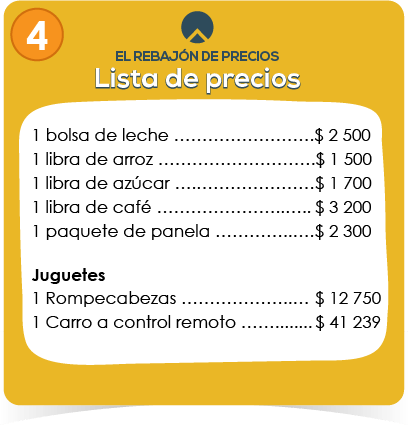 4
EL REBAJÓN DE PRECIOS
Lista de precios
1 bolsa de leche ……………………..$ 2 500
1 libra de arroz ……………………….$ 1 500
1 libra de azúcar …..………………..$ 1 700
1 libra de café …………………..….. $ 3 200
1 paquete de panela …………..….$ 2 300
Juguetes
1 Rompecabezas ………………..… $ 12 750
1 Carro a control remoto ……........ $ 41 239